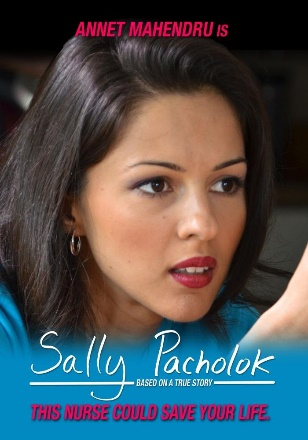 ANNET MAHENDRU IS
Sally Pacholok
BASED ON A TRUE STORY
THIS NURSE COULD SAVE YOUR LIFE.